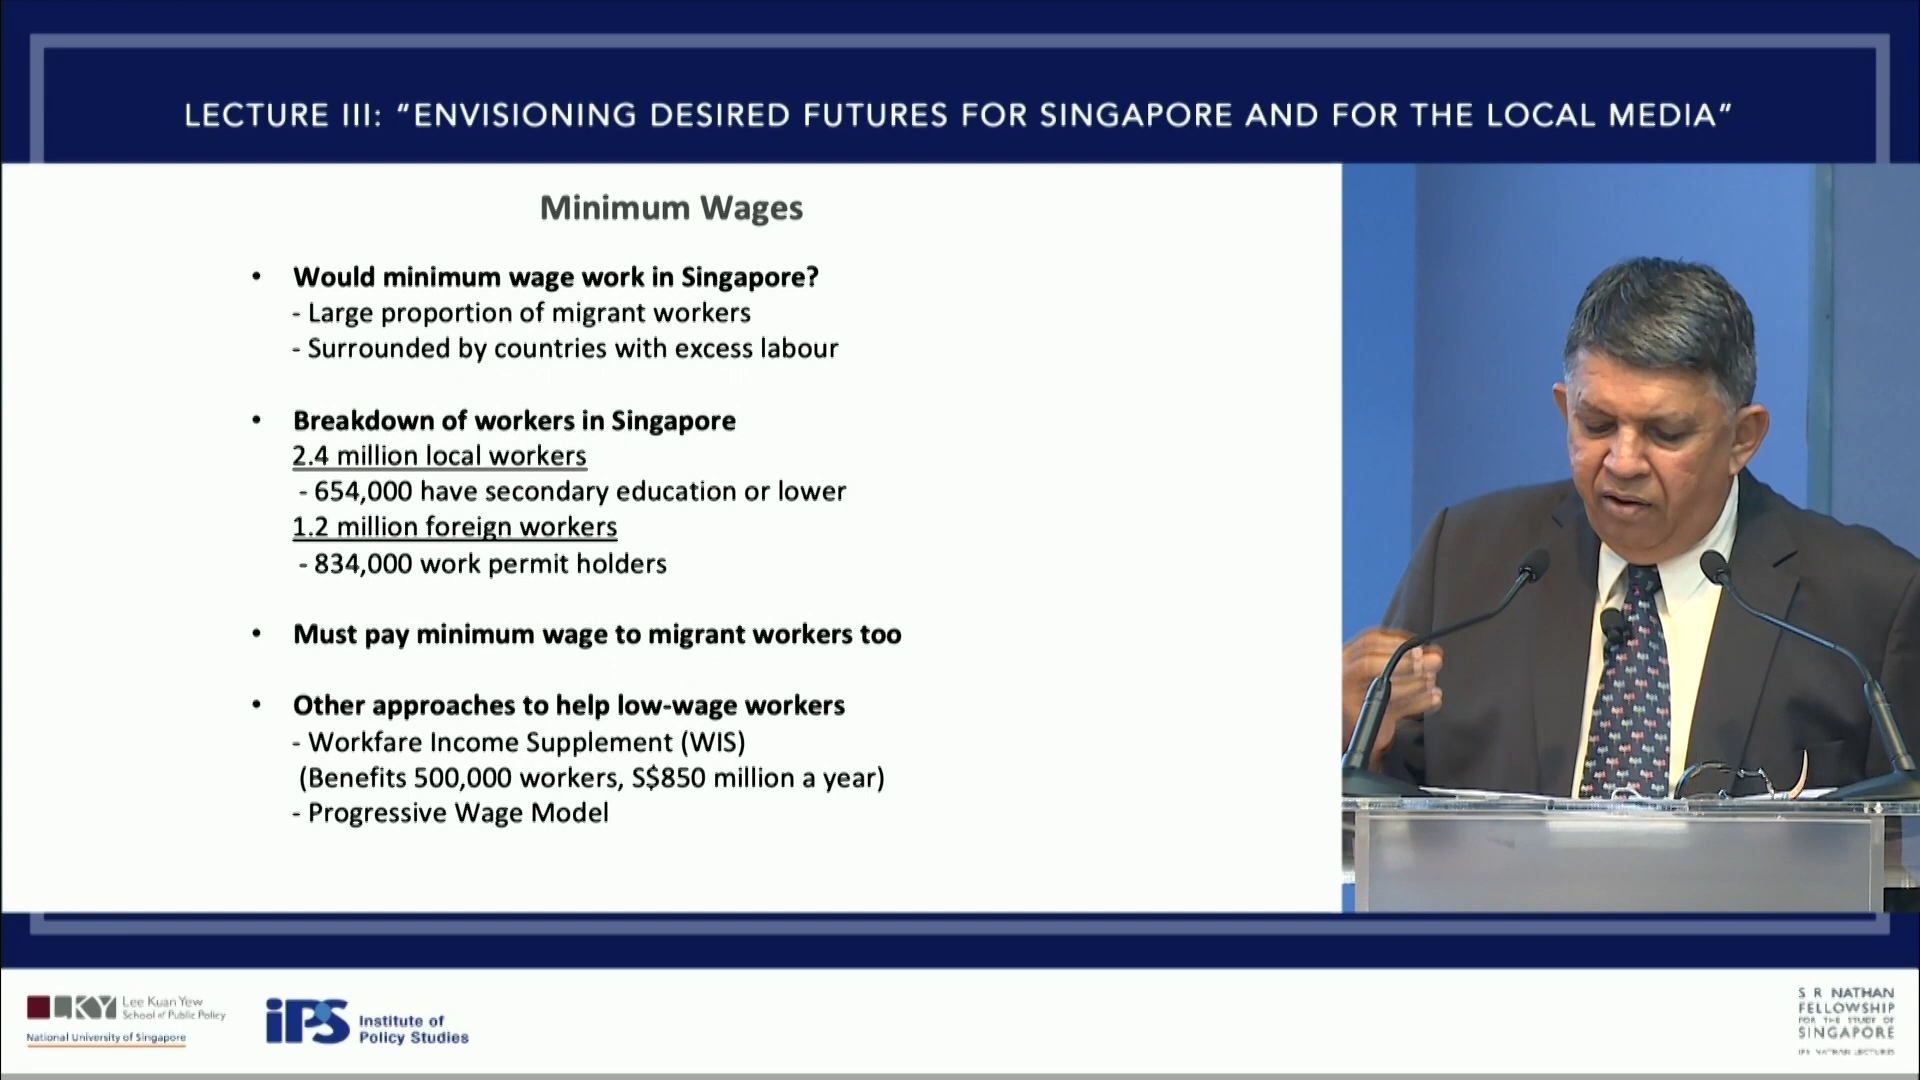 LECTURE III: “ENVISIONING DESIRED FUTURES FOR SINGAPORE AND FOR THE LOCAL MEDIA”
Minimum Wages
• Would minimum wage work in Singapore?
- Large proportion of migrant workers
- Surrounded by countries with excess labour
• Breakdown of workers in Singapore
2.4 million local workers
- 654,000 have secondary education or lower
1.2 million foreign workers
- 834,000 work permit holders
• Must pay minimum wage to migrant workers too
• Other approaches to help low-wage workers
- Workfare Income Supplement (WIS)
(Benefits 500,000 workers, S$850 million a year)
- Progressive Wage Model
LKY Lee Kuan Yew
School of Public Policy
National University of Singapore
iPS Institute of
Policy Studies
S R NATHAN
FELLOWSHIP
FOR THE STUDY OF
SINGAPORE
IPS NATHAN LECTURES